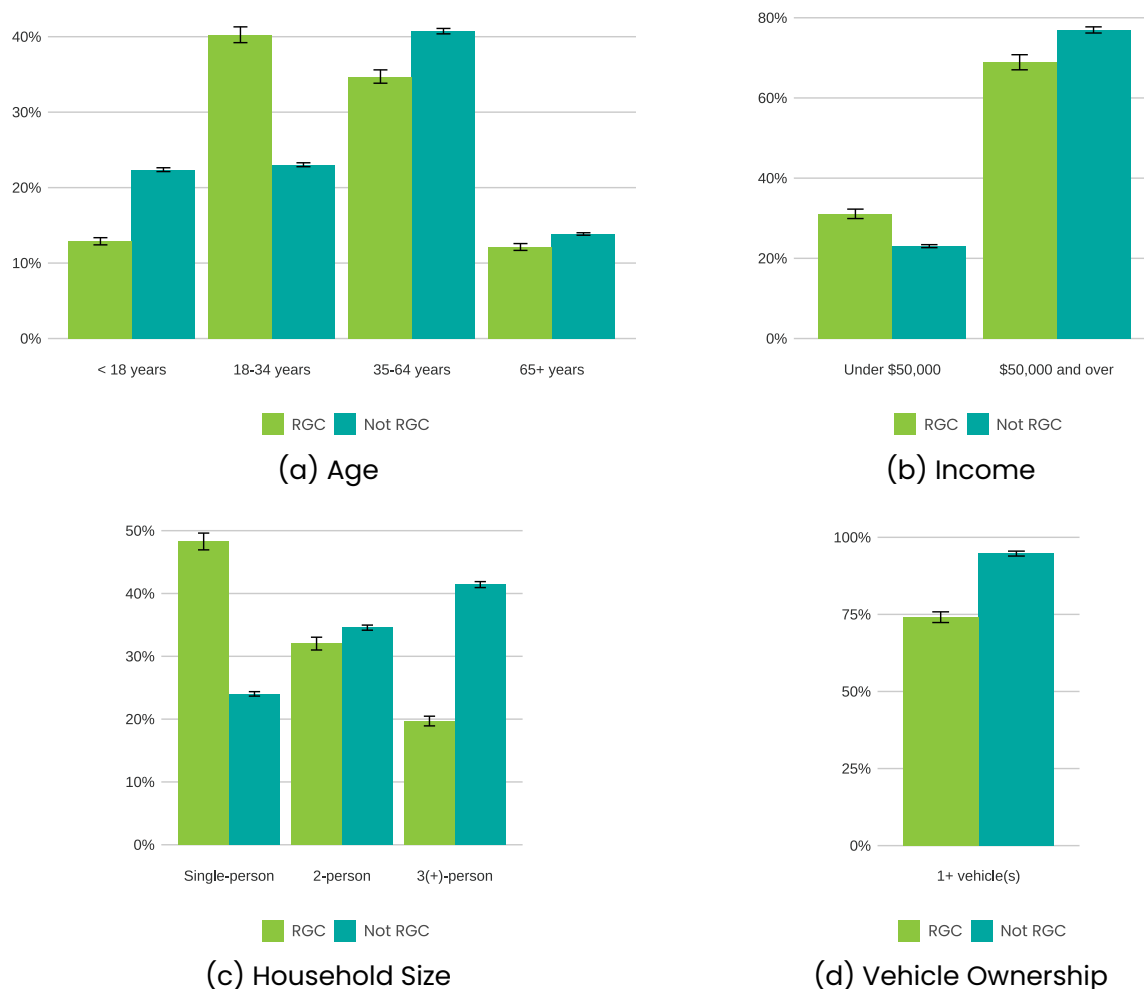 40%
30%
20%
10%
0%
< 18 years 18-34 years 35-64 years 65+ years
RGC Not RGC
(a) Age
80%
60%
40%
20%
0%
Under $50,000 $50,000 and over
RGC Not RGC
(b) Income
50%
40%
30%
20%
10%
0%
Single-person 2-person 3(+)-person
RGC Not RGC
(c) Household Size
100%
75%
50%
25%
0%
1+ vehicle(s)
RGC Not RGC
(d) Vehicle Ownership